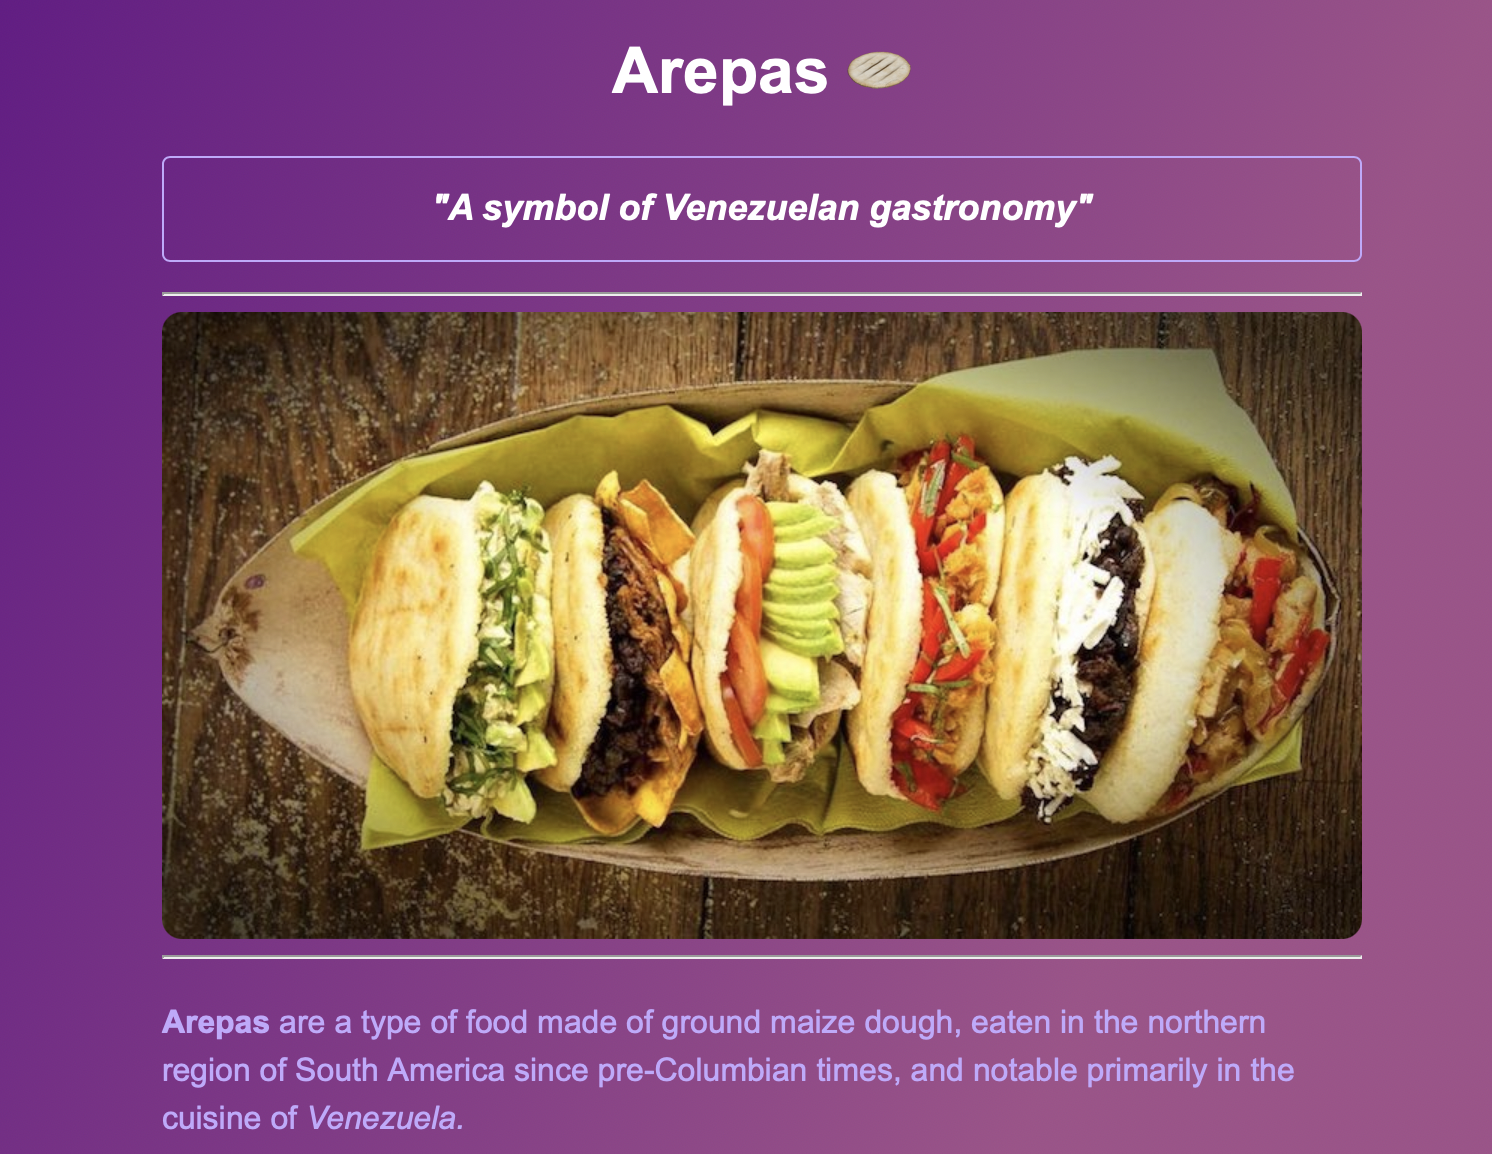 Arepas 🫓
"A symbol of Venezuelan gastronomy"
Arepas are a type of food made of ground maize dough, eaten in the northern
region of South America since pre-Columbian times, and notable primarily in the
cuisine of Venezuela.